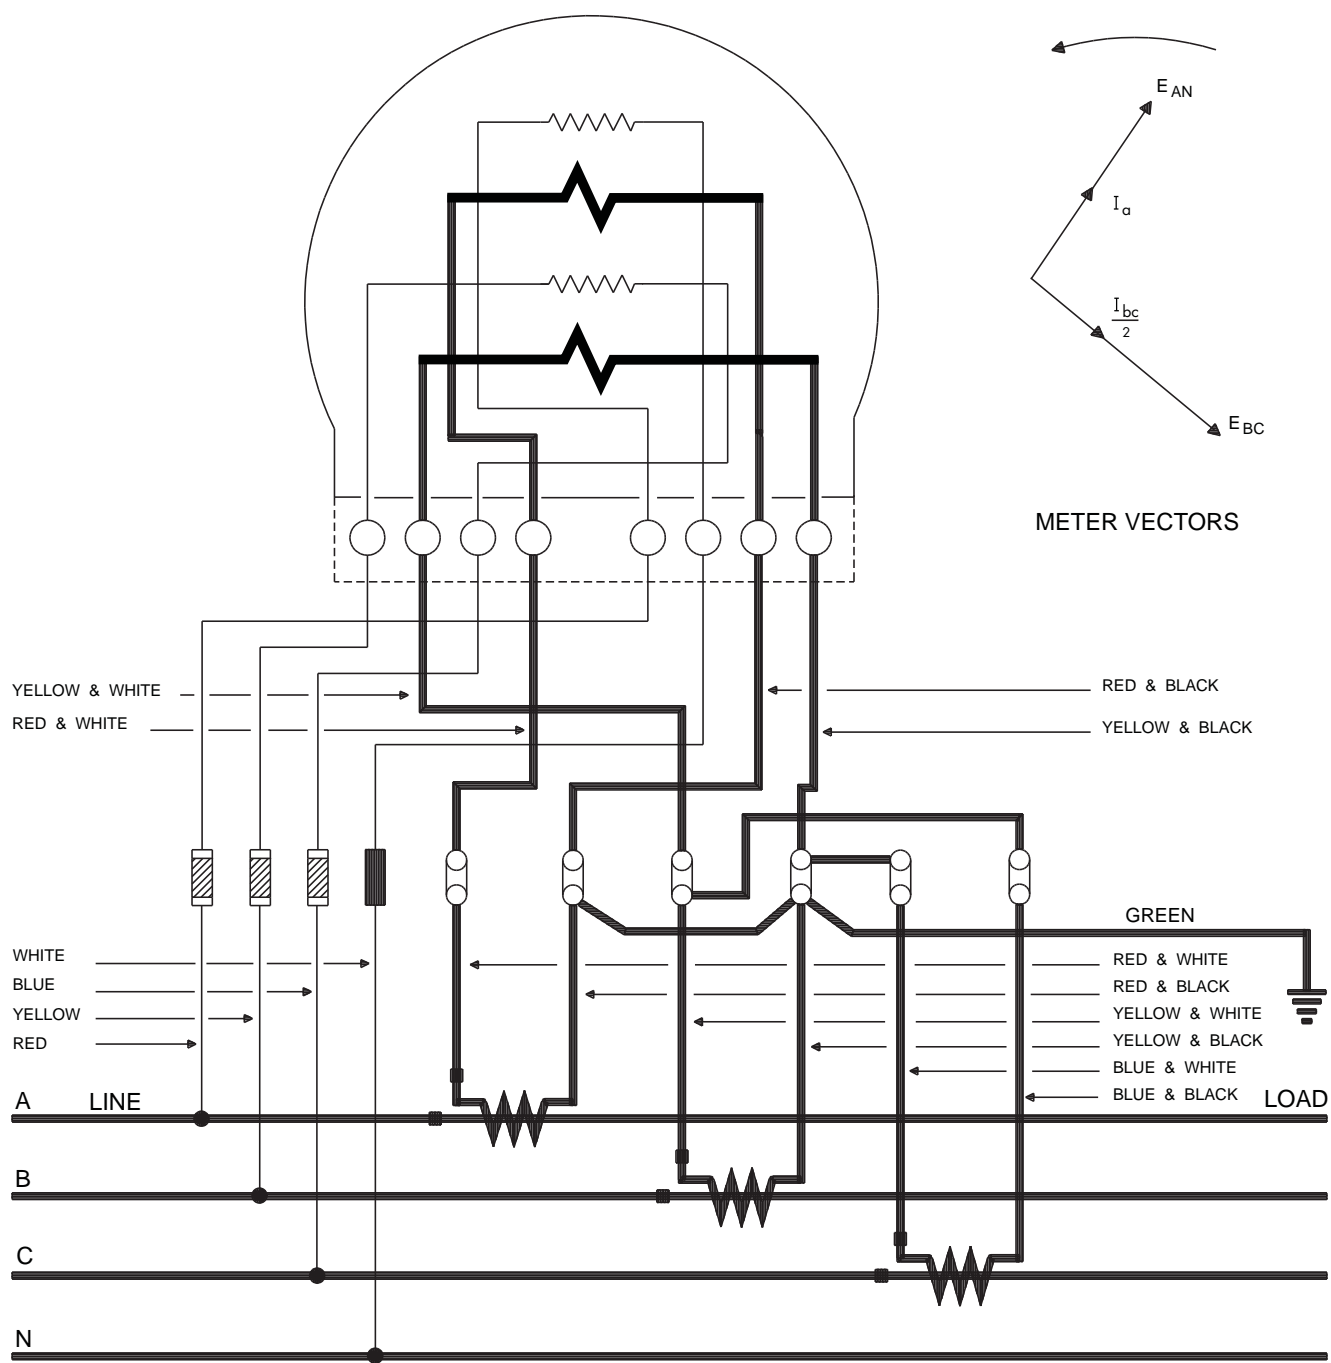 E AN
I a
I bc
2
E BC
METER VECTORS
YELLOW & WHITE
RED & WHITE
RED & BLACK
YELLOW & BLACK
GREEN
WHITE
BLUE
YELLOW
RED
RED & WHITE
RED & BLACK
YELLOW & WHITE
YELLOW & BLACK
BLUE & WHITE
BLUE & BLACK
A LINE LOAD
B
C
N